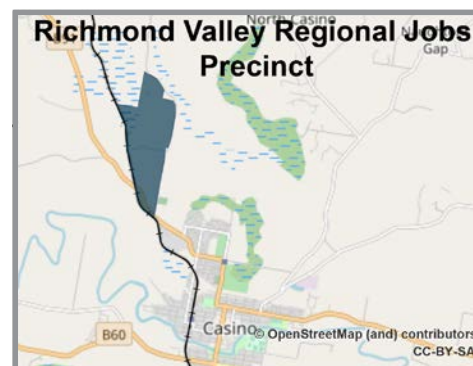 North Casino
Richmond Valley Regional Jobs
Precinct
Gap
B60
Casino
© OpenStreetMap (and) contributors
CC-BY-SA